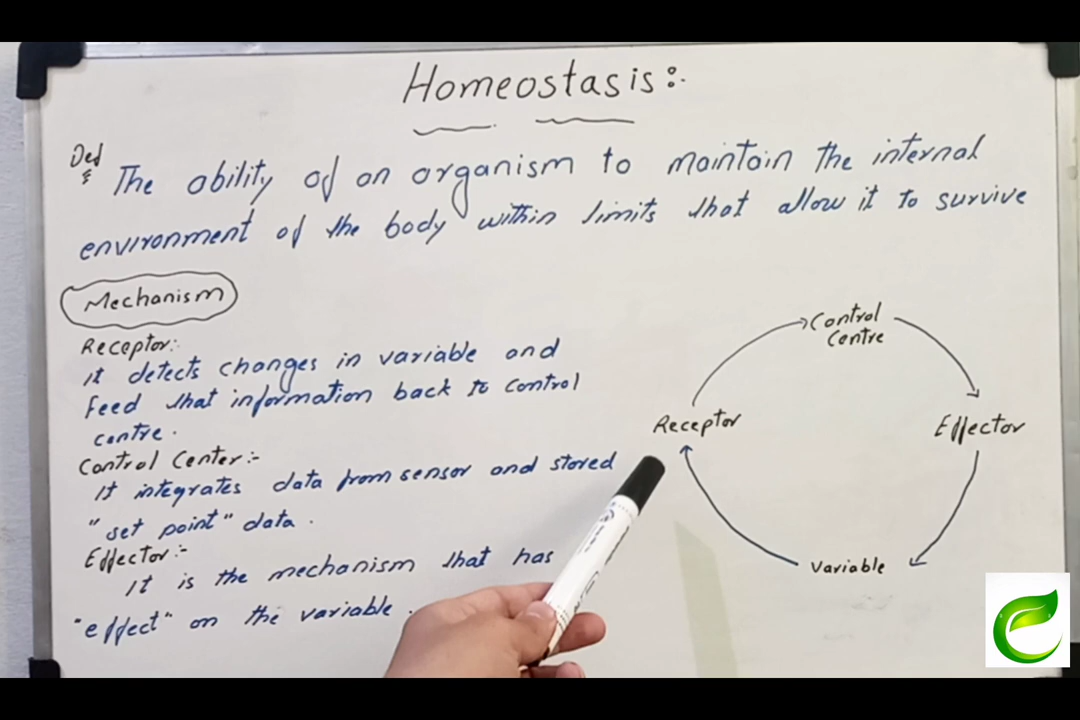 Homeostasis:-
Def
The ability of an organism to maintain the internal
environment of the body within limits that allow it to survive
Mechanism
Receptor:-
It detects changes in variable and
feed that information back to control
centre.
Control Center:-
It integrates data from sensor and stored
"set point" data.
Effector:-
It is the mechanism that has
"effect" on the variable.
Control
Centre
Receptor
Effector
Variable